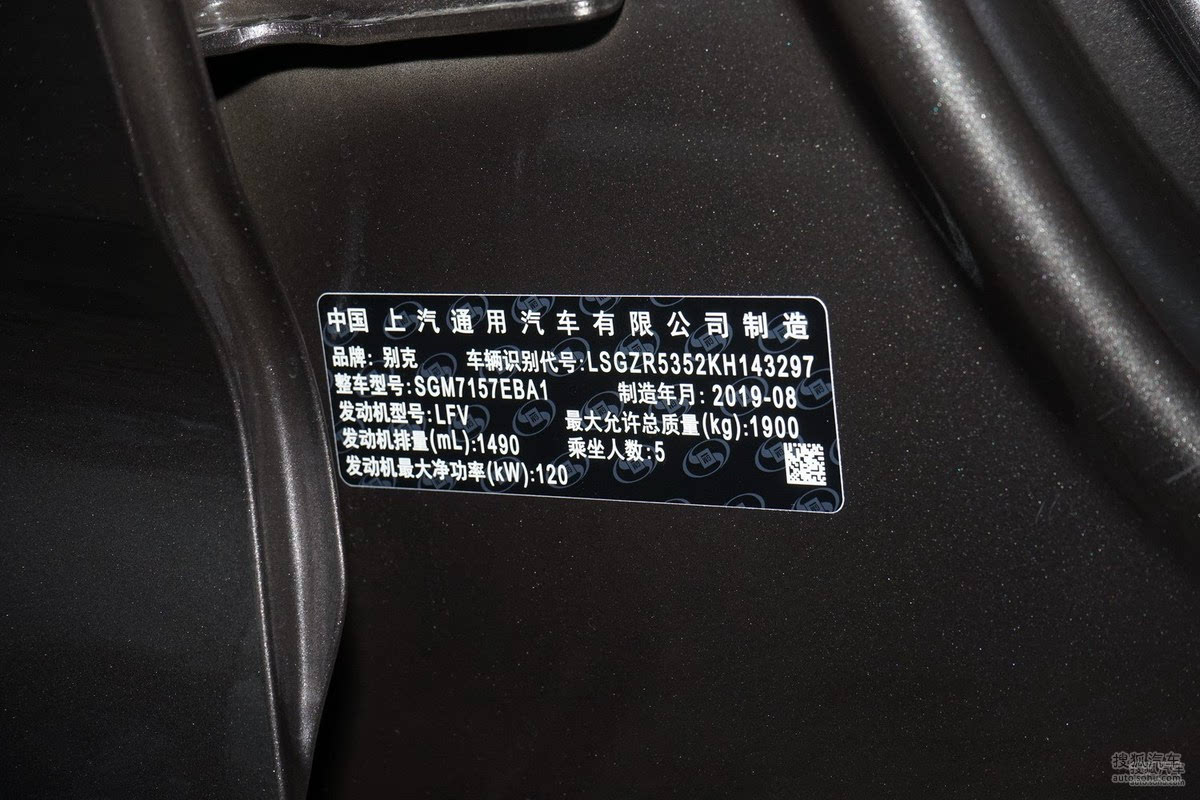 中国 上汽通用汽车有限公司制造
品牌: 别克 车辆识别代号:LSGZR5352KH143297
整车型号:SGM7157EBA1 制造年月: 2019-08
发动机型号:LFV 最大允许总质量(kg):1900
发动机排量(mL):1490 乘坐人数:5
发动机最大净功率(kW):120
搜狐汽车
auto.sohu.com